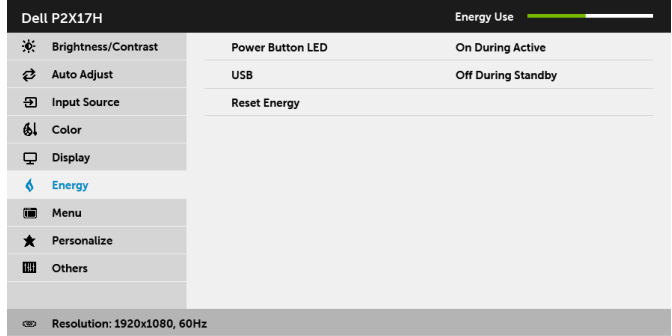 Dell P2X17H Energy Use
Brightness/Contrast Power Button LED On During Active
Auto Adjust USB Off During Standby
Input Source Reset Energy
Color
Display
Energy
Menu
Personalize
Others
Resolution: 1920x1080, 60Hz